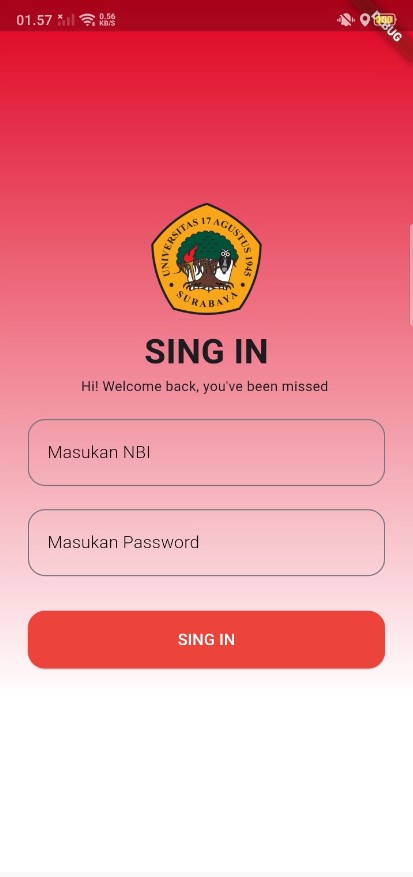 01.57
0.56
KB/S
100
DEBUG
UNIVERSITAS 17 AGUSTUS 1945
SURABAYA
SING IN
Hi! Welcome back, you've been missed
Masukan NBI
Masukan Password
SING IN